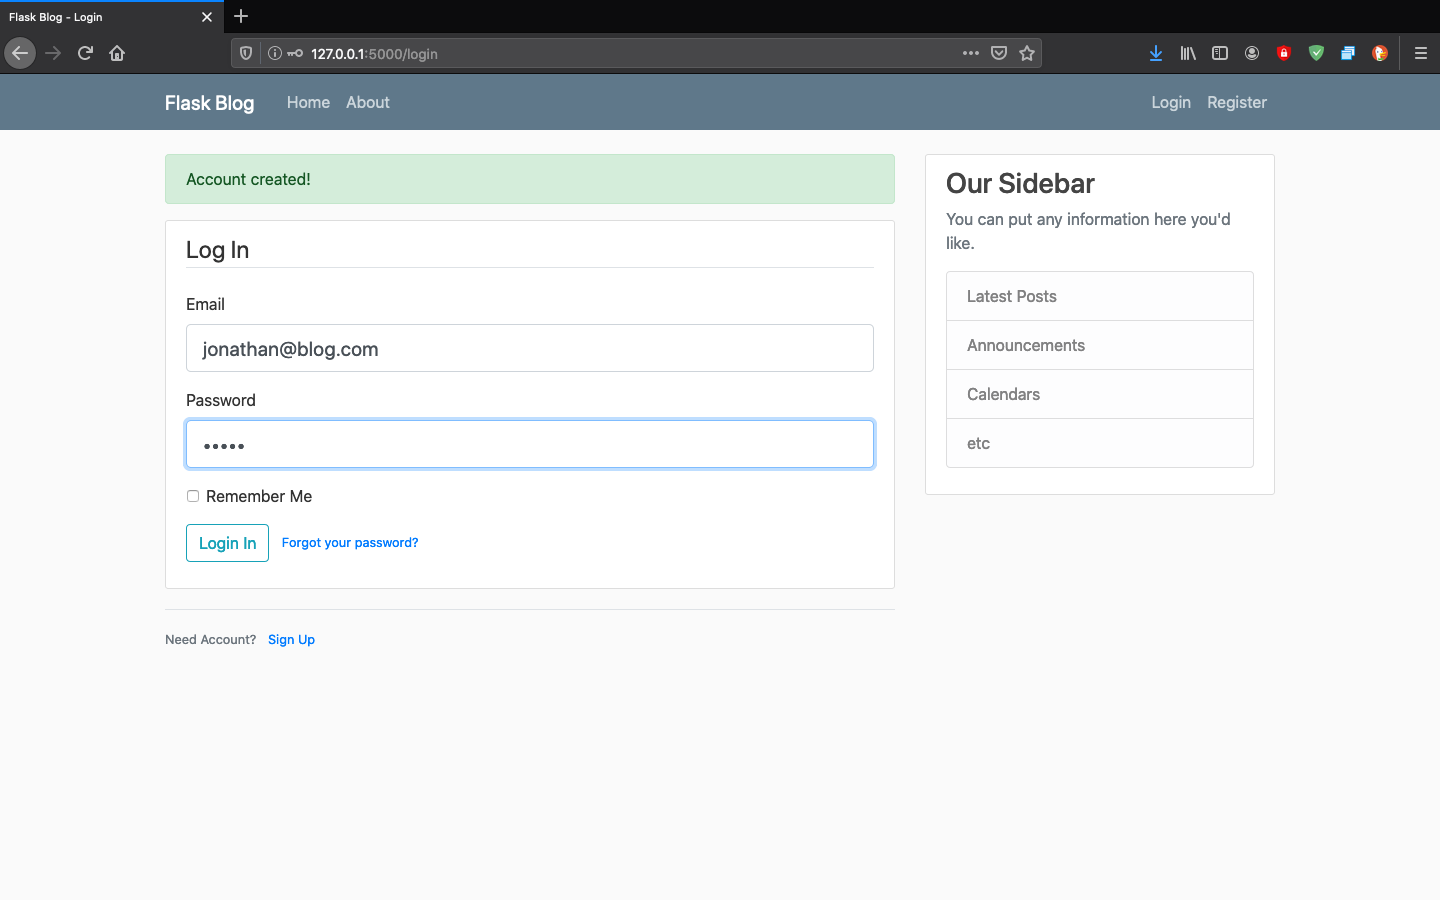 Flask Blog - Login
127.0.0.1:5000/login
Flask Blog Home About Login Register
Account created!
Log In
Email
jonathan@blog.com
Password
•••••
Remember Me
Login In Forgot your password?
Need Account? Sign Up
Our Sidebar
You can put any information here you'd
like.
Latest Posts
Announcements
Calendars
etc